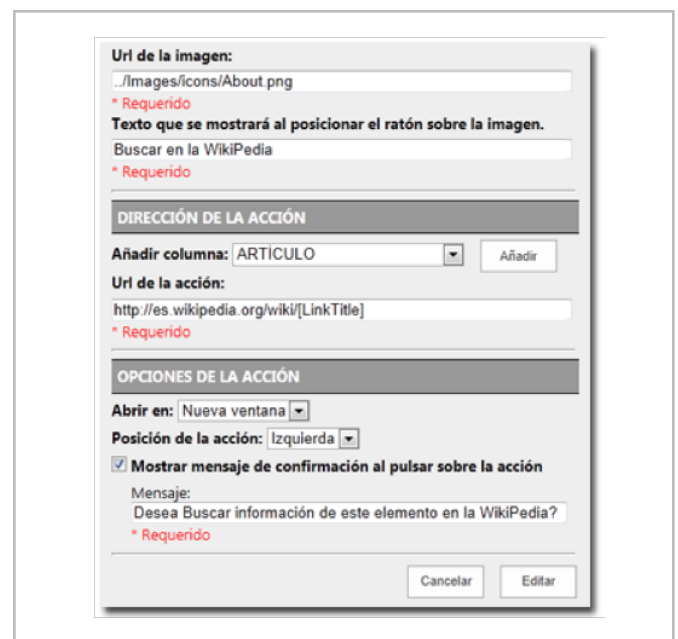 Url de la imagen:
../Images/icons/About.png
* Requerido
Texto que se mostrará al posicionar el ratón sobre la imagen.
Buscar en la WikiPedia
* Requerido
DIRECCIÓN DE LA ACCIÓN
Añadir columna: ARTÍCULO Añadir
Url de la acción:
http://es.wikipedia.org/wiki/[LinkTitle]
* Requerido
OPCIONES DE LA ACCIÓN
Abrir en: Nueva ventana
Posición de la acción: Izquierda
Mostrar mensaje de confirmación al pulsar sobre la acción
Mensaje:
Desea Buscar información de este elemento en la WikiPedia?
* Requerido
Cancelar Editar